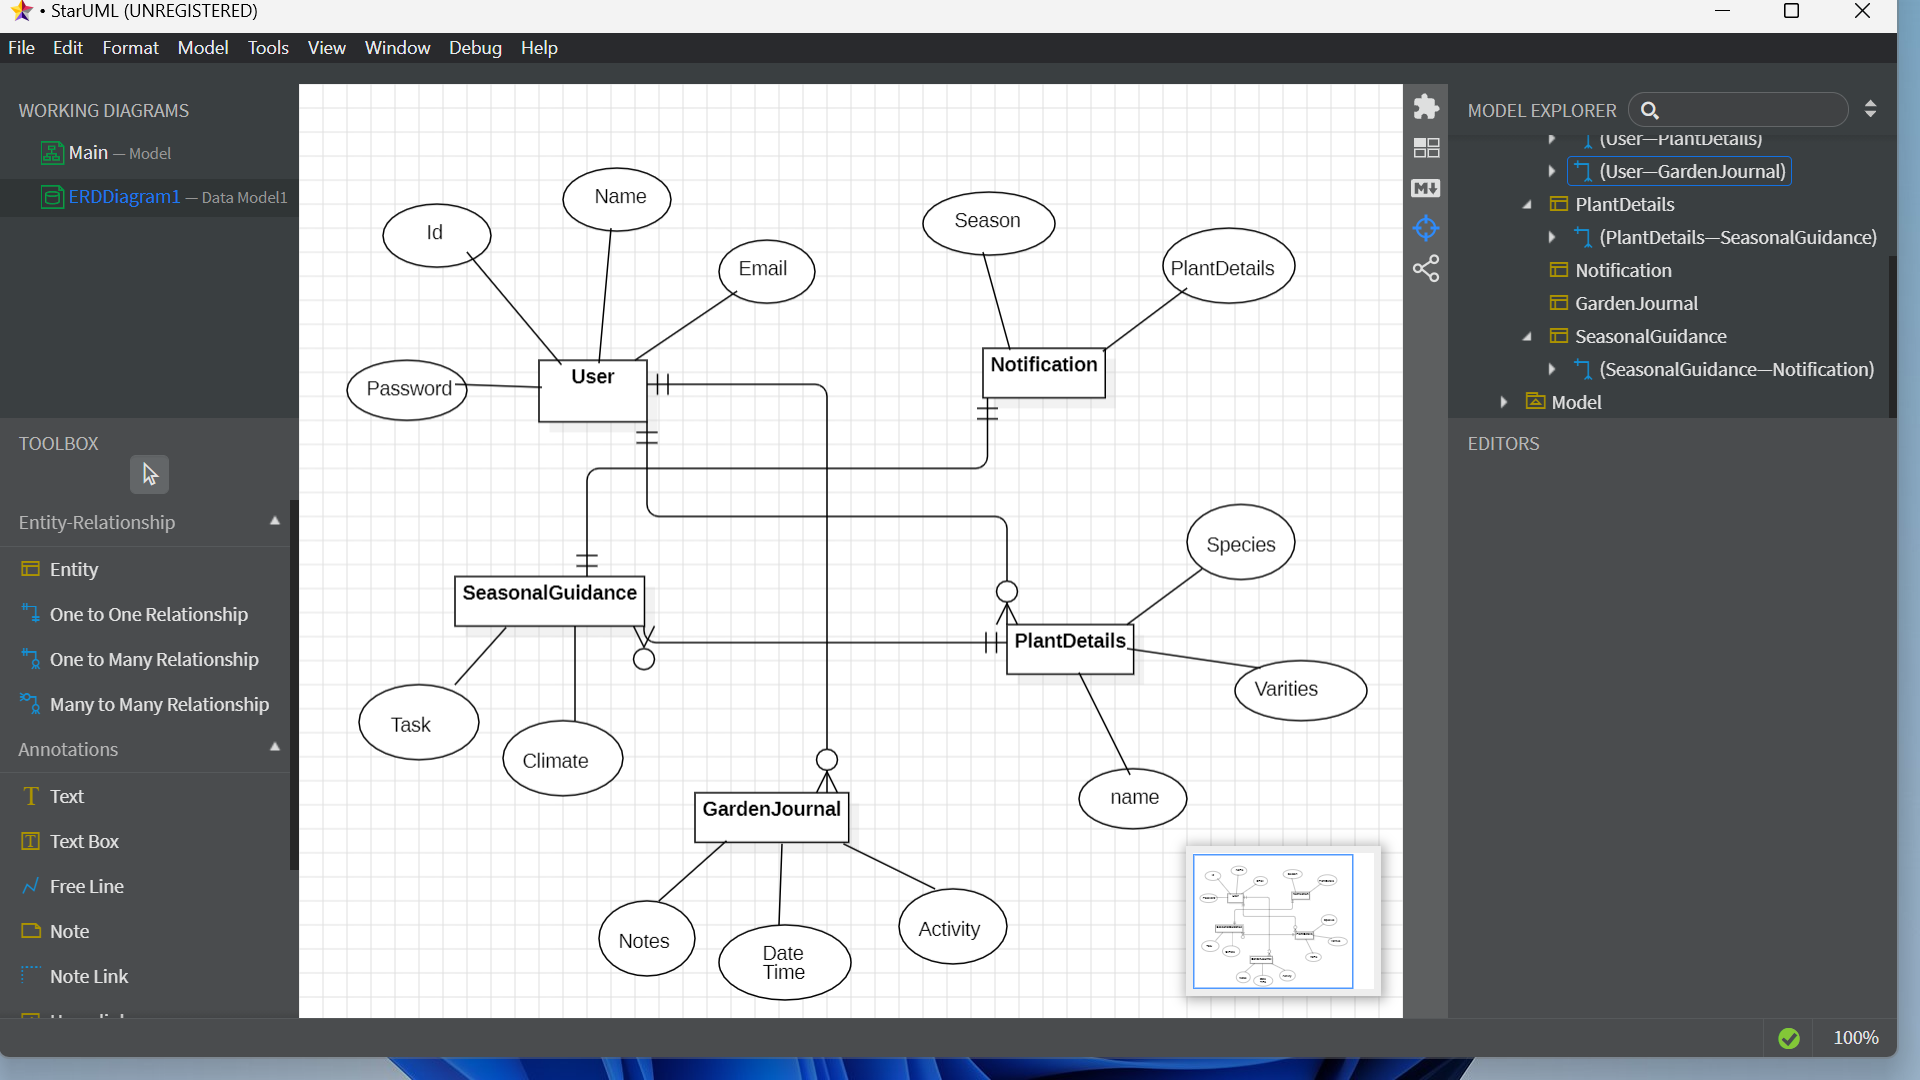 • StarUML (UNREGISTERED)
File Edit Format Model Tools View Window Debug Help
WORKING DIAGRAMS
Main — Model
ERDDiagram1 — Data Model1
TOOLBOX
Entity-Relationship
Entity
One to One Relationship
One to Many Relationship
Many to Many Relationship
Annotations
Text
Text Box
Free Line
Note
Note Link
Id
Name
Email
Password
User
Season
PlantDetails
Notification
SeasonalGuidance
Task
Climate
Species
PlantDetails
Varities
name
GardenJournal
Notes
Date
Time
Activity
MODEL EXPLORER
(User—PlantDetails)
(User—GardenJournal)
PlantDetails
(PlantDetails—SeasonalGuidance)
Notification
GardenJournal
SeasonalGuidance
(SeasonalGuidance—Notification)
Model
EDITORS
100%